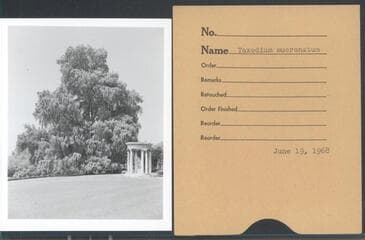 No.
Name Taxodium mucronatum
Order
Remarks
Retouched
Order Finished
Reorder
Reorder
June 19, 1968